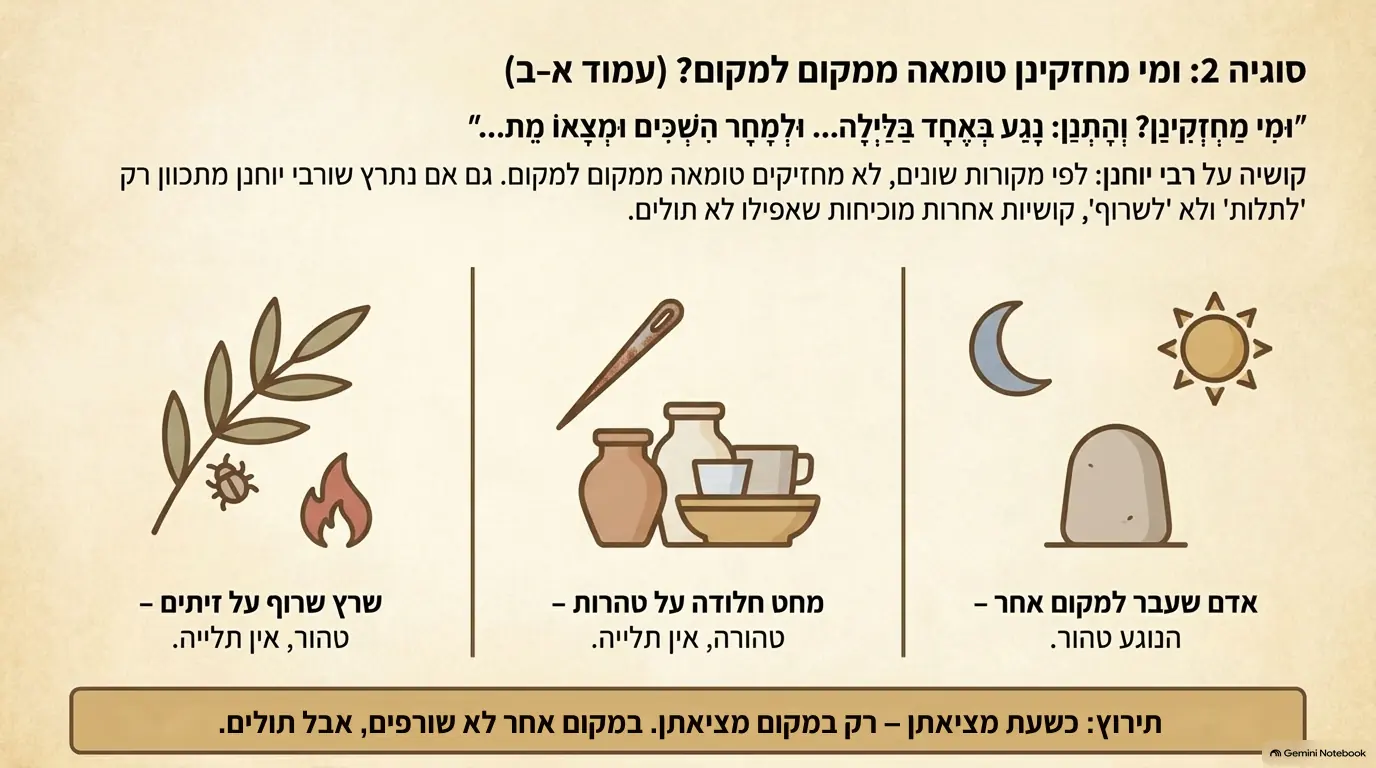 סוגיה 2: ומי מחזקינן טומאה ממקום למקום? (עמוד א–ב)
"וּמִי מַחְזְקִינַן? וְהָתְנַן: נָגַע בְּאֶחָד בַּלַּיְלָה... וּלְמָחָר הִשְׁכִּים וּמְצָאוֹ מֵת..."
קושיה על רבי יוחנן: לפי מקורות שונים, לא מחזיקים טומאה ממקום למקום. גם אם נתרץ שורבי יוחנן מתכוון רק
'לתלות' ולא 'לשרוף', קושיות אחרות מוכיחות שאפילו לא תולים.
אדם שעבר למקום אחר –
הנוגע טהור.
מחט חלודה על טהרות –
טהורה, אין תלייה.
שרץ שרוף על זיתים –
טהור, אין תלייה.
תירוץ: כשעת מציאתן – רק במקום מציאתן. במקום אחר לא שורפים, אבל תולים.
Gemini Notebook